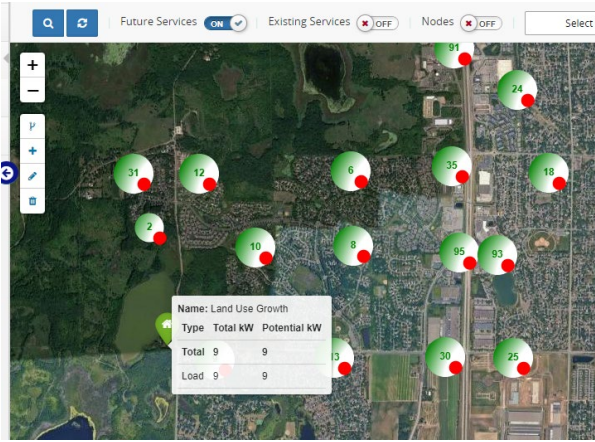 Future Services ON Existing Services OFF Nodes OFF Select
91
24
+
−
35
31 12 6 18
2
10 8 95 93
Name: Land Use Growth
Type Total kW Potential kW
Total 9 9
Load 9 9
13 30 25